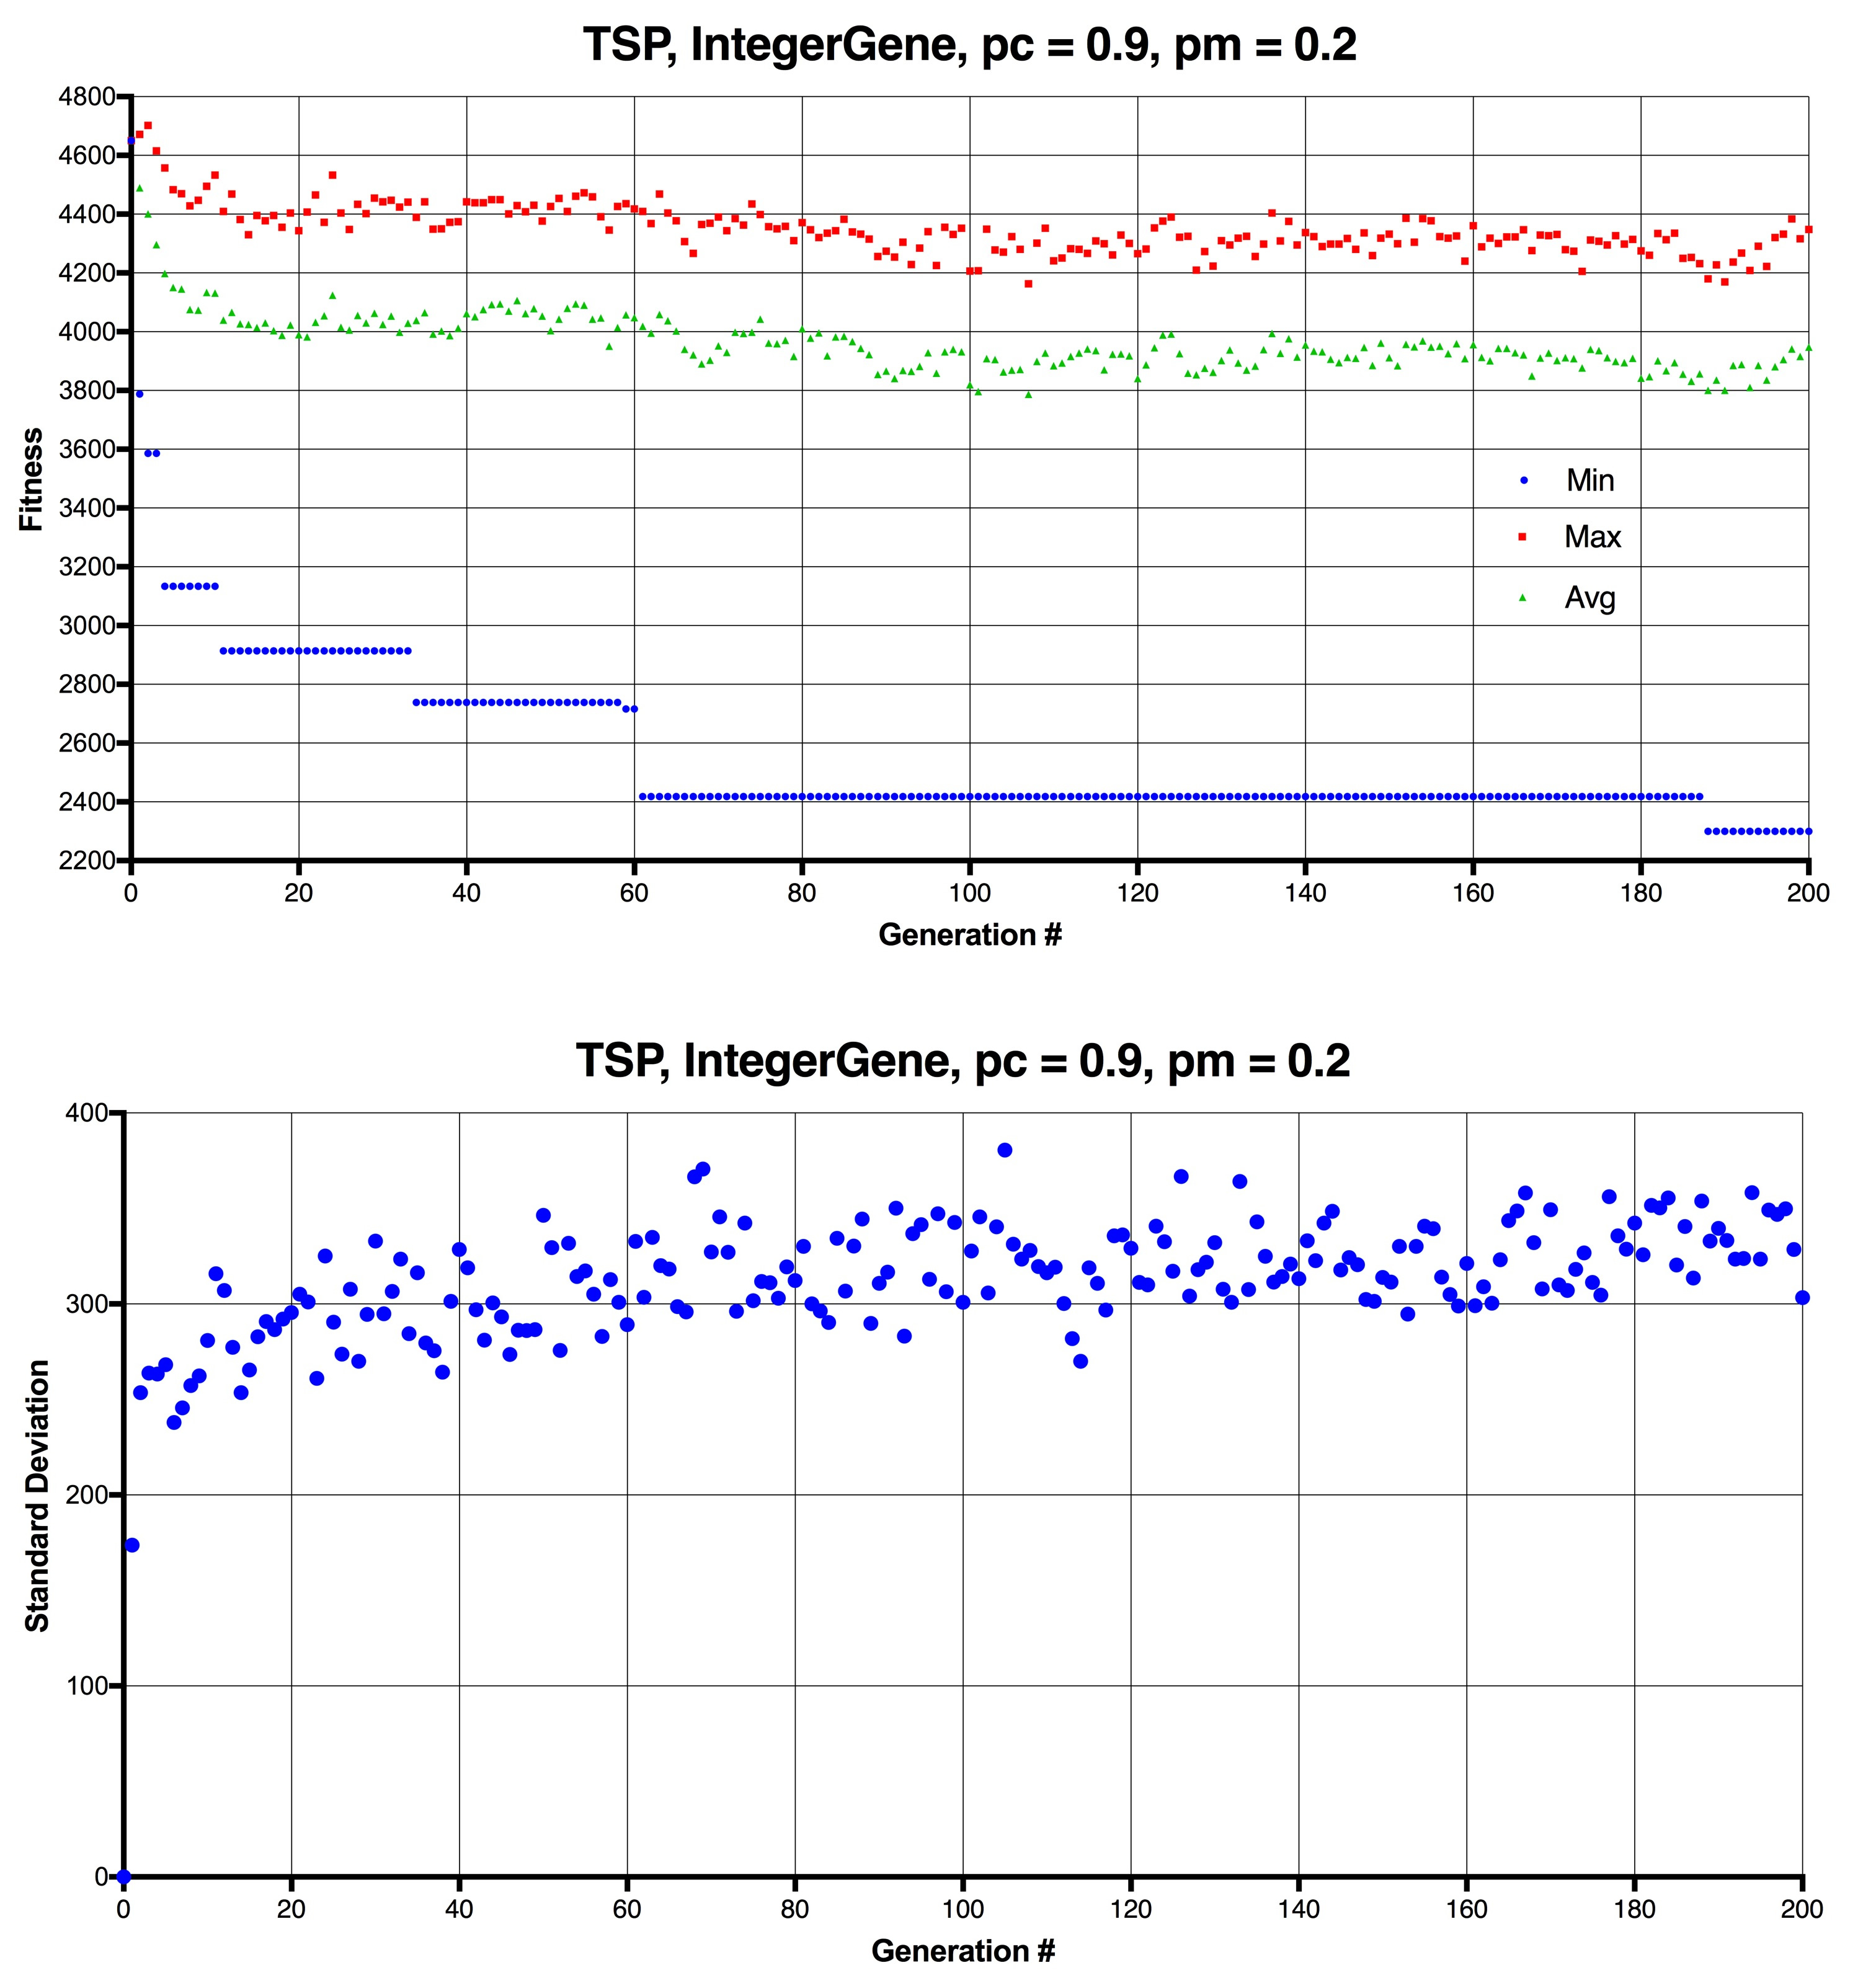 TSP, IntegerGene, pc = 0.9, pm = 0.2
4800
4600
4400
4200
4000
3800
3600
3400
3200
3000
2800
2600
2400
2200
Fitness
Min
Max
Avg
0 20 40 60 80 100 120 140 160 180 200
Generation #
TSP, IntegerGene, pc = 0.9, pm = 0.2
400
300
200
100
0
Standard Deviation
0 20 40 60 80 100 120 140 160 180 200
Generation #